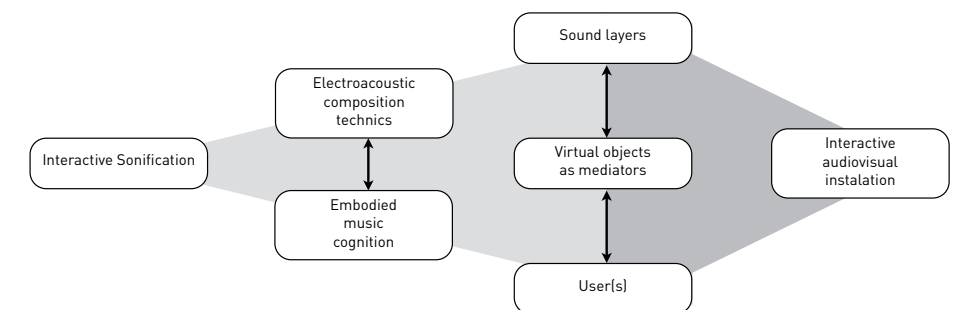 Interactive Sonification
Electroacoustic
composition
technics
Embodied
music
cognition
Sound layers
Virtual objects
as mediators
User(s)
Interactive
audiovisual
instalation